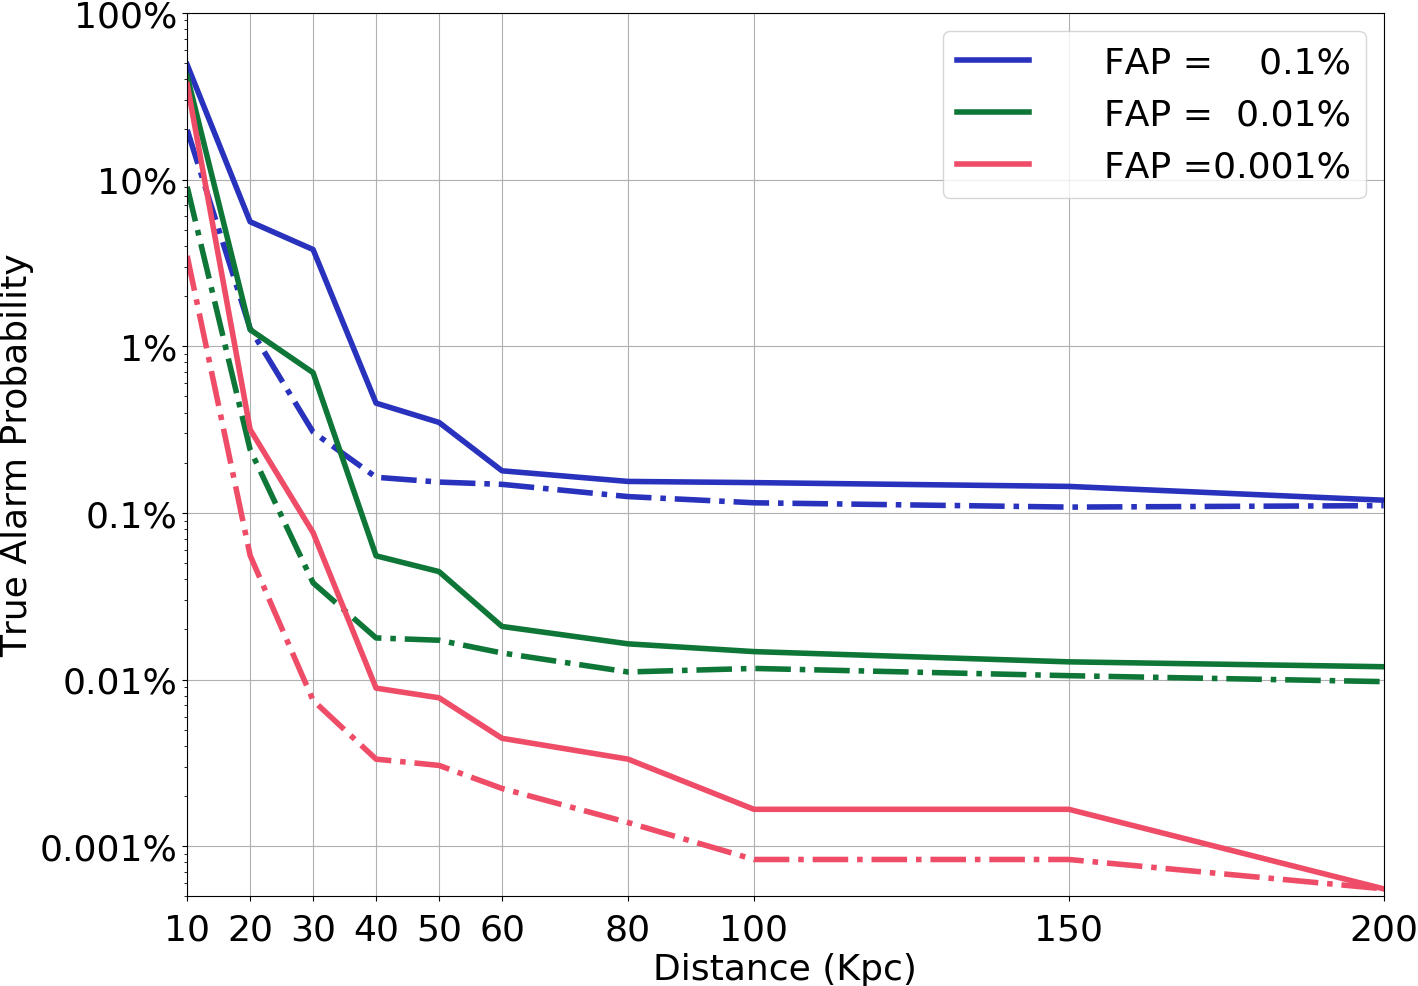 100%
10%
1%
0.1%
0.01%
0.001%
True Alarm Probability
FAP = 0.1%
FAP = 0.01%
FAP =0.001%
10 20 30 40 50 60 80 100 150 200
Distance (Kpc)